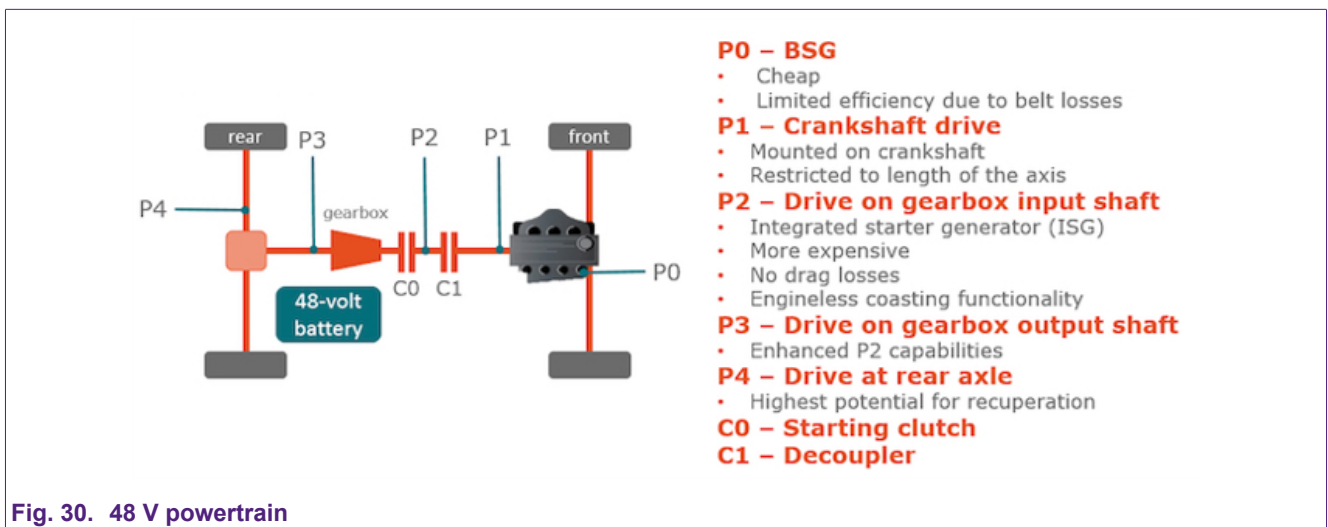 rear
P3
P2
P1
front
P4
gearbox
P0
C0
C1
48-volt
battery
P0 – BSG
• Cheap
• Limited efficiency due to belt losses
P1 – Crankshaft drive
• Mounted on crankshaft
• Restricted to length of the axis
P2 – Drive on gearbox input shaft
• Integrated starter generator (ISG)
• More expensive
• No drag losses
• Engineless coasting functionality
P3 – Drive on gearbox output shaft
• Enhanced P2 capabilities
P4 – Drive at rear axle
• Highest potential for recuperation
C0 – Starting clutch
C1 – Decoupler
Fig. 30. 48 V powertrain